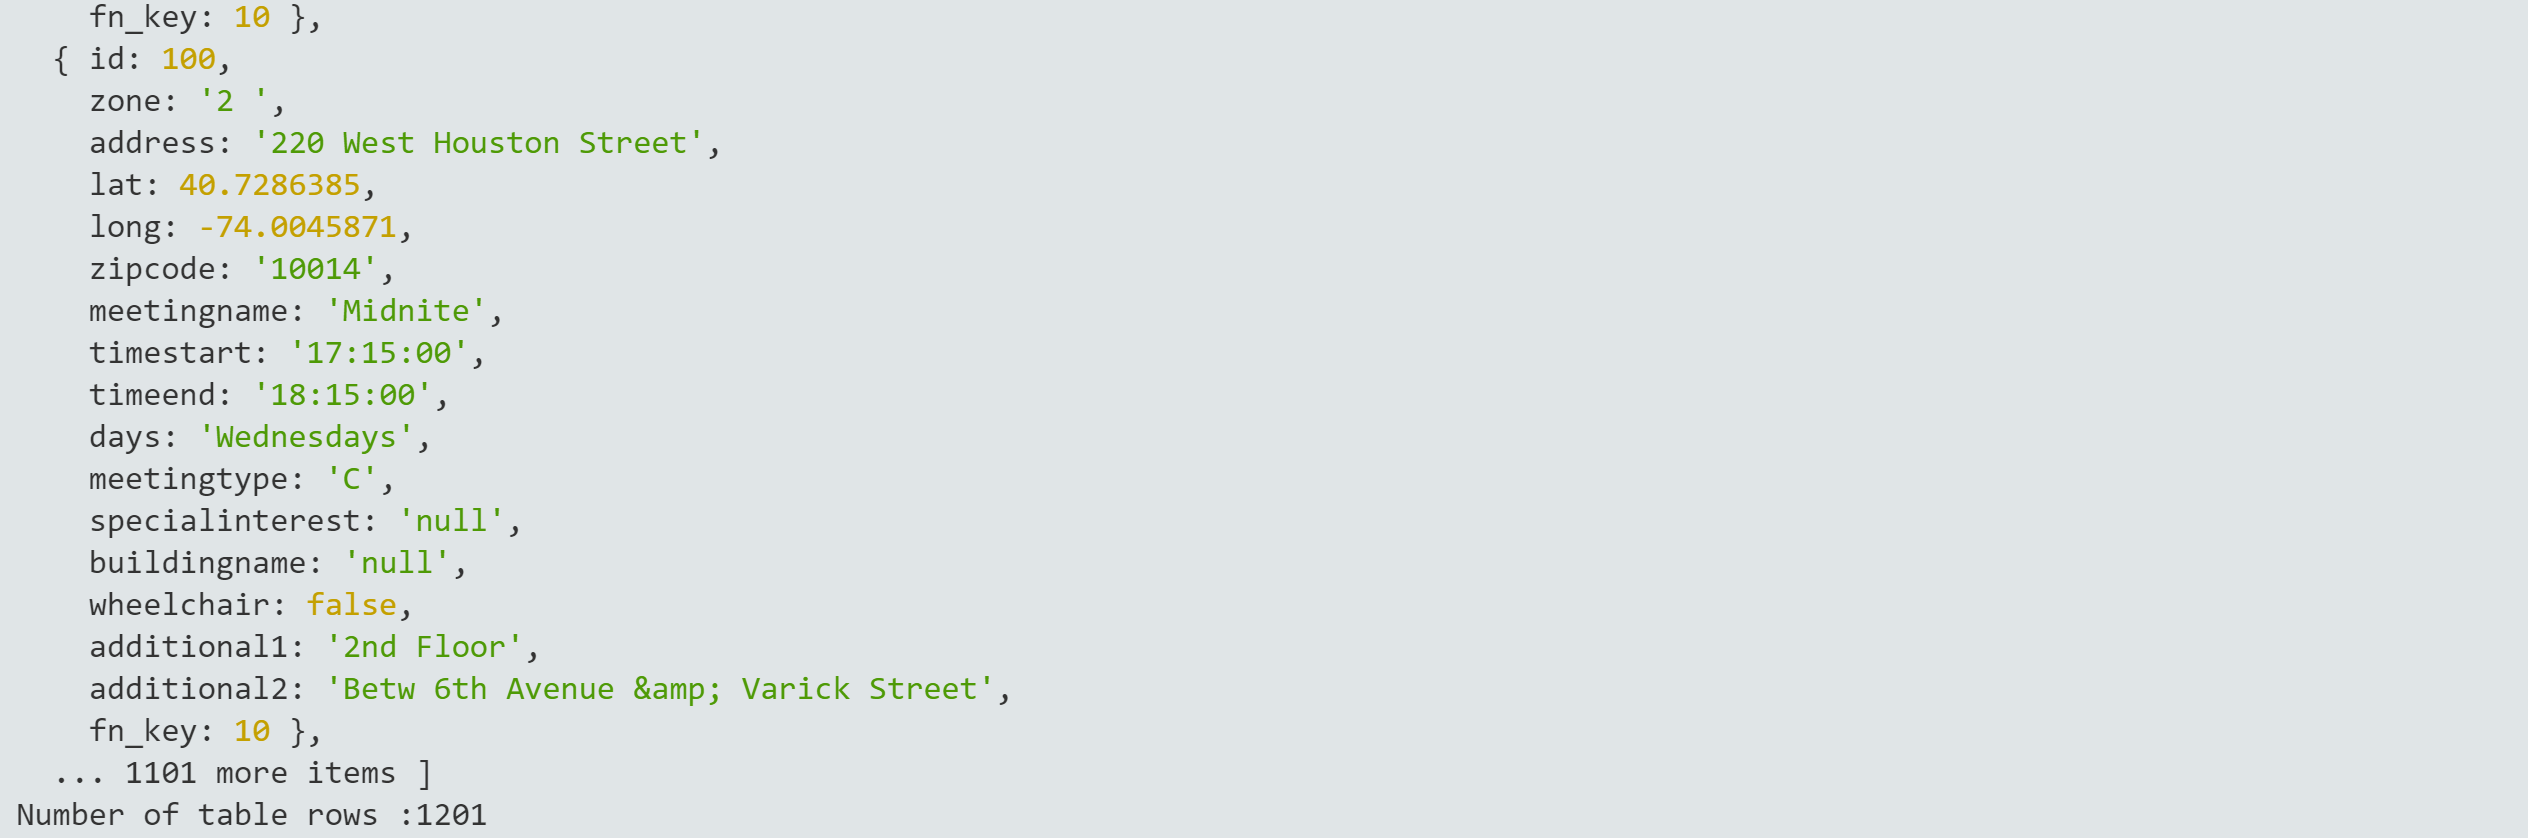 fn_key: 10 },
{ id: 100,
zone: '2 ',
address: '220 West Houston Street',
lat: 40.7286385,
long: -74.0045871,
zipcode: '10014',
meetingname: 'Midnite',
timestart: '17:15:00',
timeend: '18:15:00',
days: 'Wednesdays',
meetingtype: 'C',
specialinterest: 'null',
buildingname: 'null',
wheelchair: false,
additional1: '2nd Floor',
additional2: 'Betw 6th Avenue &amp; Varick Street',
fn_key: 10 },
... 1101 more items ]
Number of table rows :1201